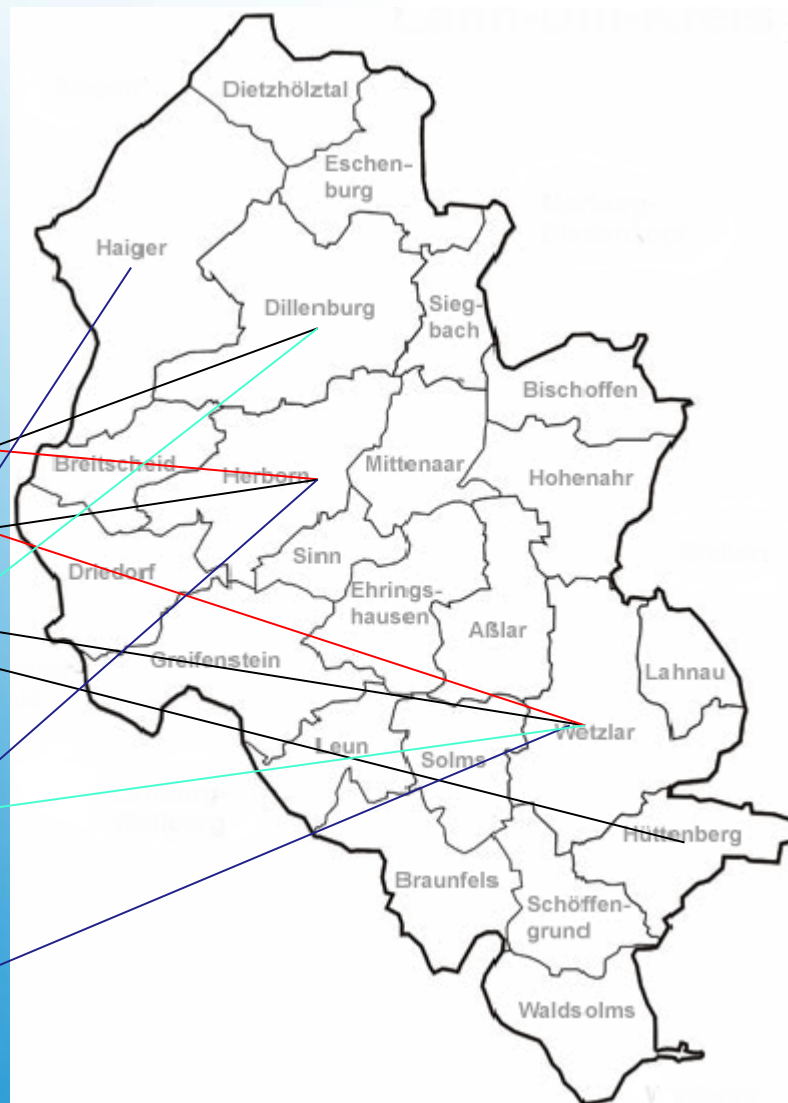 Dietzhölztal
Eschen-
burg
Haiger
Dillenburg
Sieg-
bach
Bischoffen
Breitscheid
Herborn
Mittenaar
Hohenahr
Sinn
Driedorf
Ehrings-
hausen
Aßlar
Greifenstein
Lahnau
Leun
Solms
Wetzlar
Hüttenberg
Braunfels
Schöffen-
grund
Waldsolms